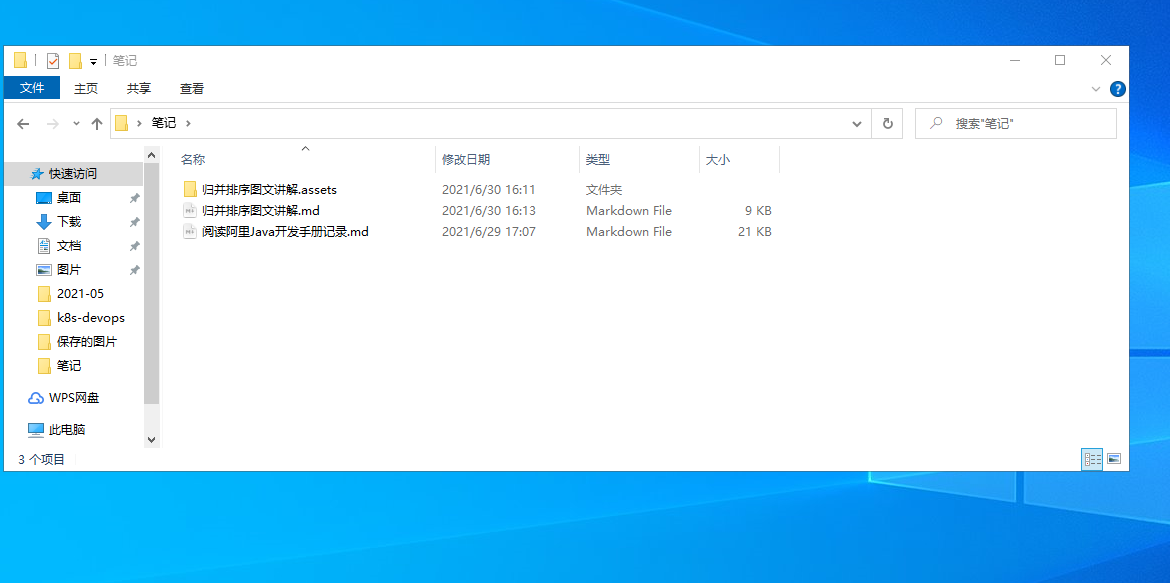 笔记
文件 主页 共享 查看
笔记
搜索"笔记"
名称 修改日期 类型 大小
快速访问
桌面
下载
文档
图片
2021-05
k8s-devops
保存的图片
笔记
WPS网盘
此电脑
归并排序图文讲解.assets 2021/6/30 16:11 文件夹
归并排序图文讲解.md 2021/6/30 16:13 Markdown File 9 KB
阅读阿里Java开发手册记录.md 2021/6/29 17:07 Markdown File 21 KB
3 个项目